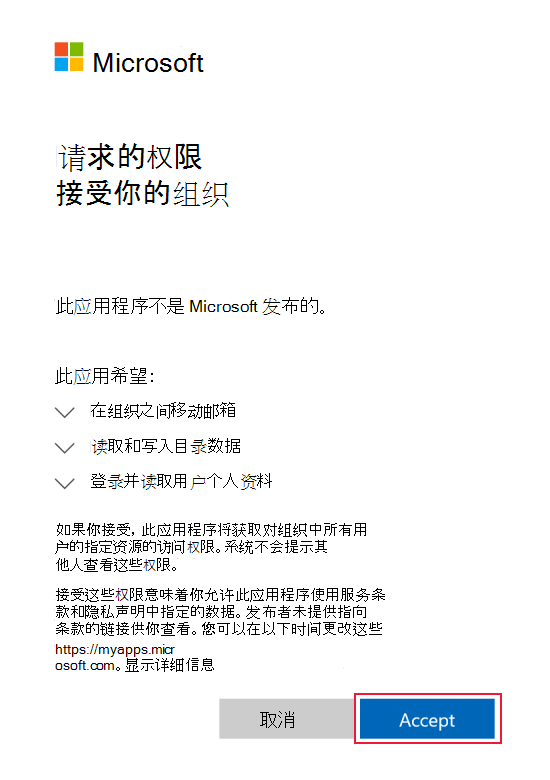 Microsoft
请求的权限
接受你的组织
此应用程序不是 Microsoft 发布的。
此应用希望：
在组织之间移动邮箱
读取和写入目录数据
登录并读取用户个人资料
如果你接受，此应用程序将获取对组织中所有用
户的指定资源的访问权限。系统不会提示其
他人查看这些权限。
接受这些权限意味着你允许此应用程序使用服务条
款和隐私声明中指定的数据。发布者未提供指向
条款的链接供你查看。您可以在以下时间更改这些
https://myapps.micr
osoft.com。显示详细信息
取消
Accept